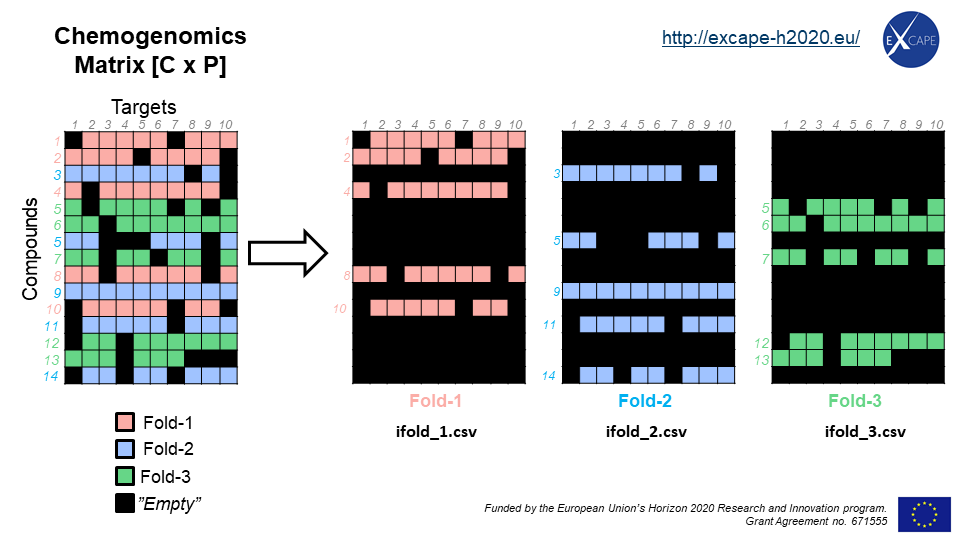 Chemogenomics
Matrix [C x P]
http://excape-h2020.eu/
eXCAPE
Targets
1 2 3 4 5 6 7 8 9 10
1 2 3 4 5 6 7 8 9 10
1 2 3 4 5 6 7 8 9 10
1 2 3 4 5 6 7 8 9 10
Compounds
1
2
3
4
5
6
5
7
8
9
10
11
12
13
14
1
2
4
8
10
3
5
9
11
14
5
6
7
12
13
Fold-1
Fold-2
Fold-3
ifold_1.csv
ifold_2.csv
ifold_3.csv
Fold-1
Fold-2
Fold-3
”Empty”
Funded by the European Union's Horizon 2020 Research and Innovation program.
Grant Agreement no. 671555